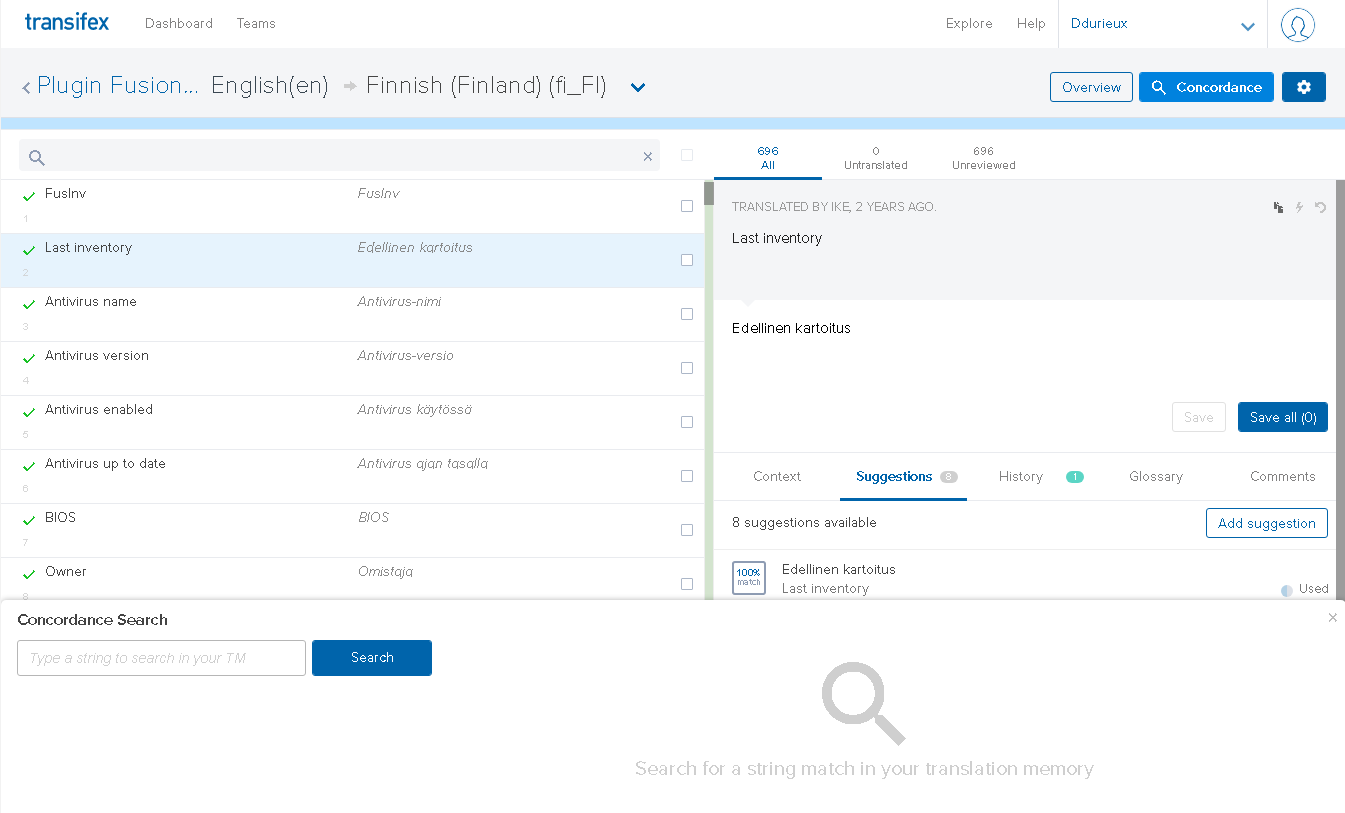 transifex Dashboard Teams Explore Help Ddurieux
Plugin Fusion... English(en) Finnish (Finland) (fi_FI) Overview Concordance
696 0 696
All Untranslated Unreviewed
FusInv FusInv
1
Last inventory Edellinen kartoitus
2
Antivirus name Antivirus-nimi
3
Antivirus version Antivirus-versio
4
Antivirus enabled Antivirus käytössä
5
Antivirus up to date Antivirus ajan tasalla
6
BIOS BIOS
7
Owner Omistaja
8
TRANSLATED BY IKE, 2 YEARS AGO.
Last inventory
Edellinen kartoitus
Save Save all (0)
Context Suggestions 8 History 1 Glossary Comments
8 suggestions available Add suggestion
100% match
Edellinen kartoitus
Last inventory Used
Concordance Search
Type a string to search in your TM Search
Search for a string match in your translation memory